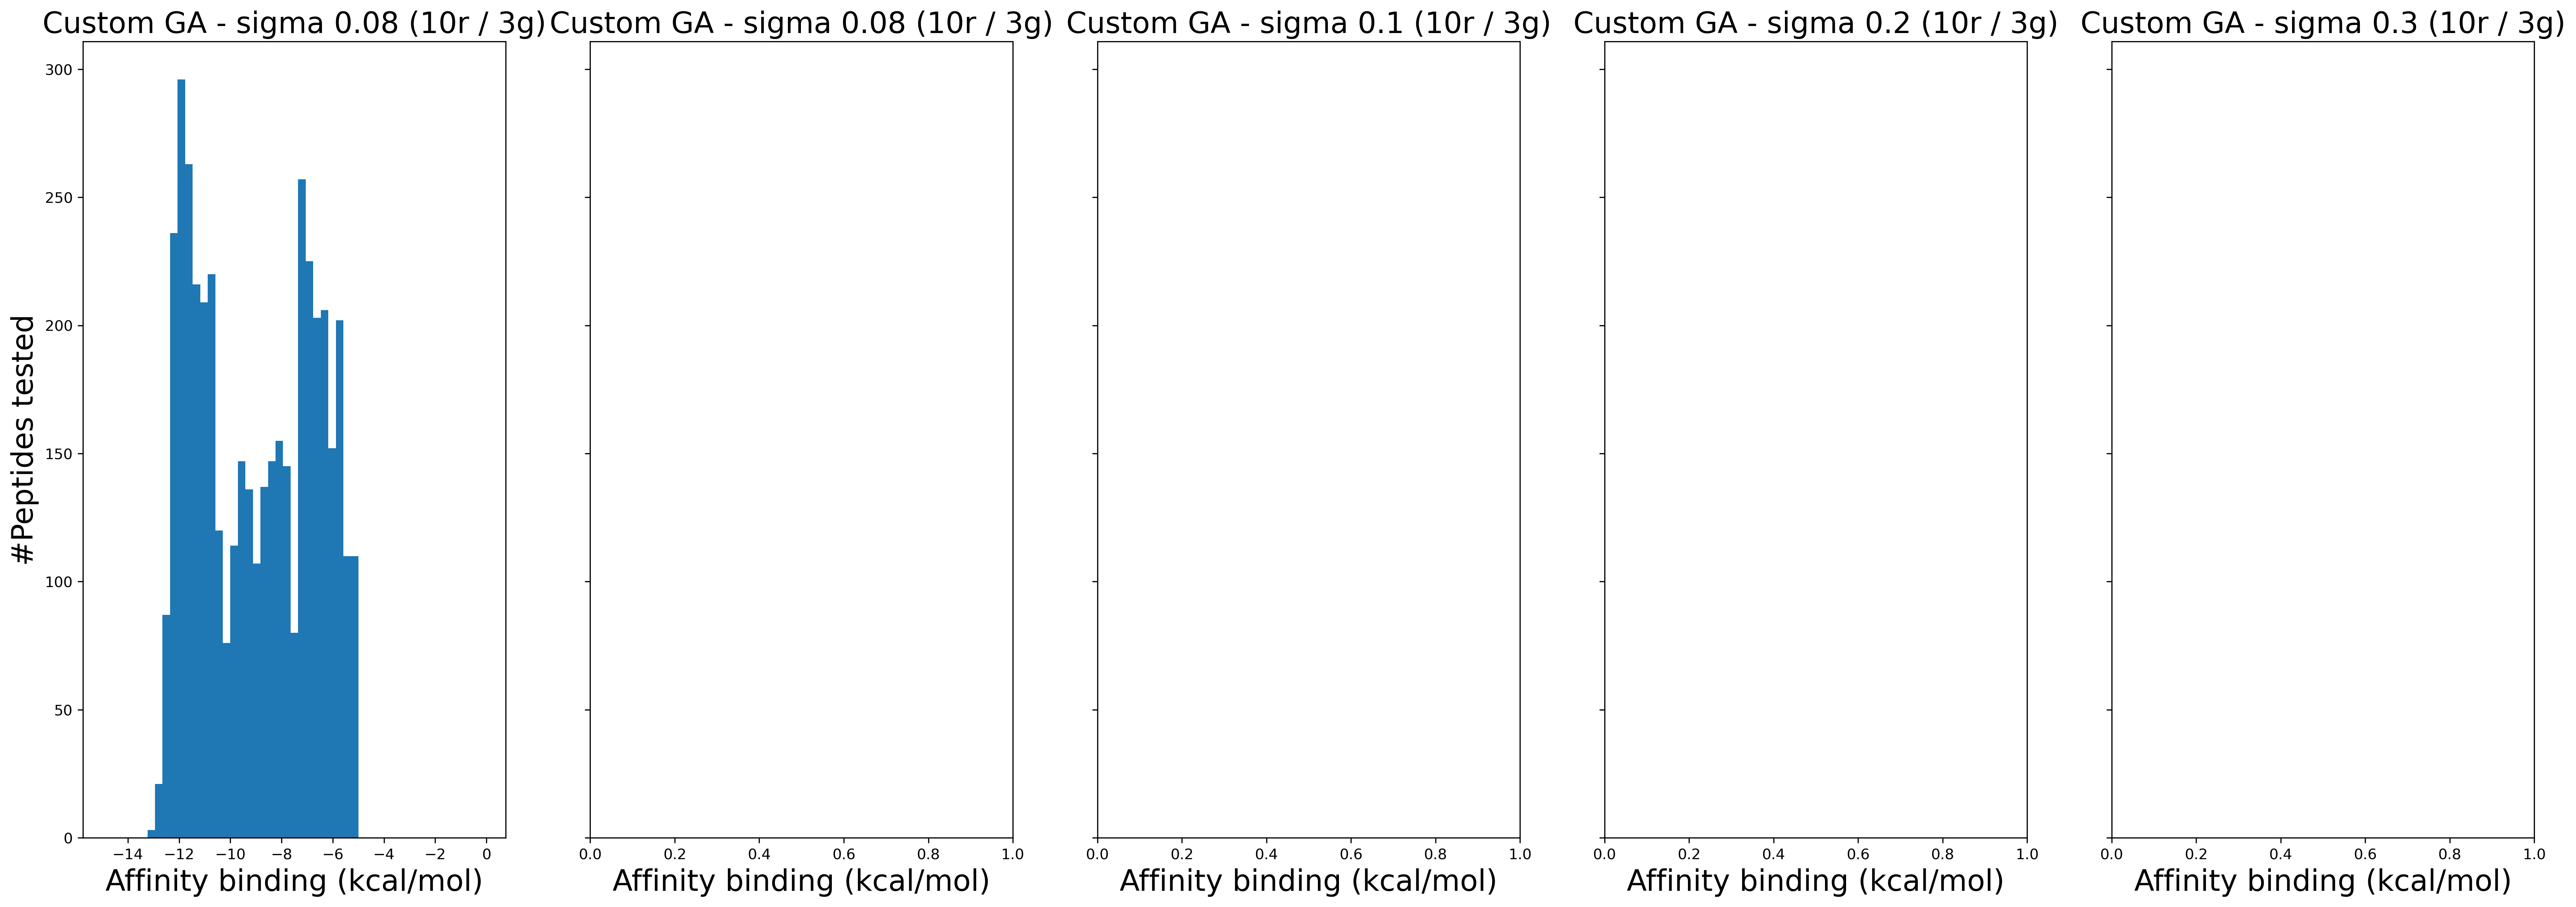 Custom GA - sigma 0.08 (10r / 3g)
Custom GA - sigma 0.08 (10r / 3g)
Custom GA - sigma 0.1 (10r / 3g)
Custom GA - sigma 0.2 (10r / 3g)
Custom GA - sigma 0.3 (10r / 3g)
#Peptides tested
300
250
200
150
100
50
0
−14 −12 −10 −8 −6 −4 −2 0
0.0 0.2 0.4 0.6 0.8 1.0
0.0 0.2 0.4 0.6 0.8 1.0
0.0 0.2 0.4 0.6 0.8 1.0
0.0 0.2 0.4 0.6 0.8 1.0
Affinity binding (kcal/mol)
Affinity binding (kcal/mol)
Affinity binding (kcal/mol)
Affinity binding (kcal/mol)
Affinity binding (kcal/mol)